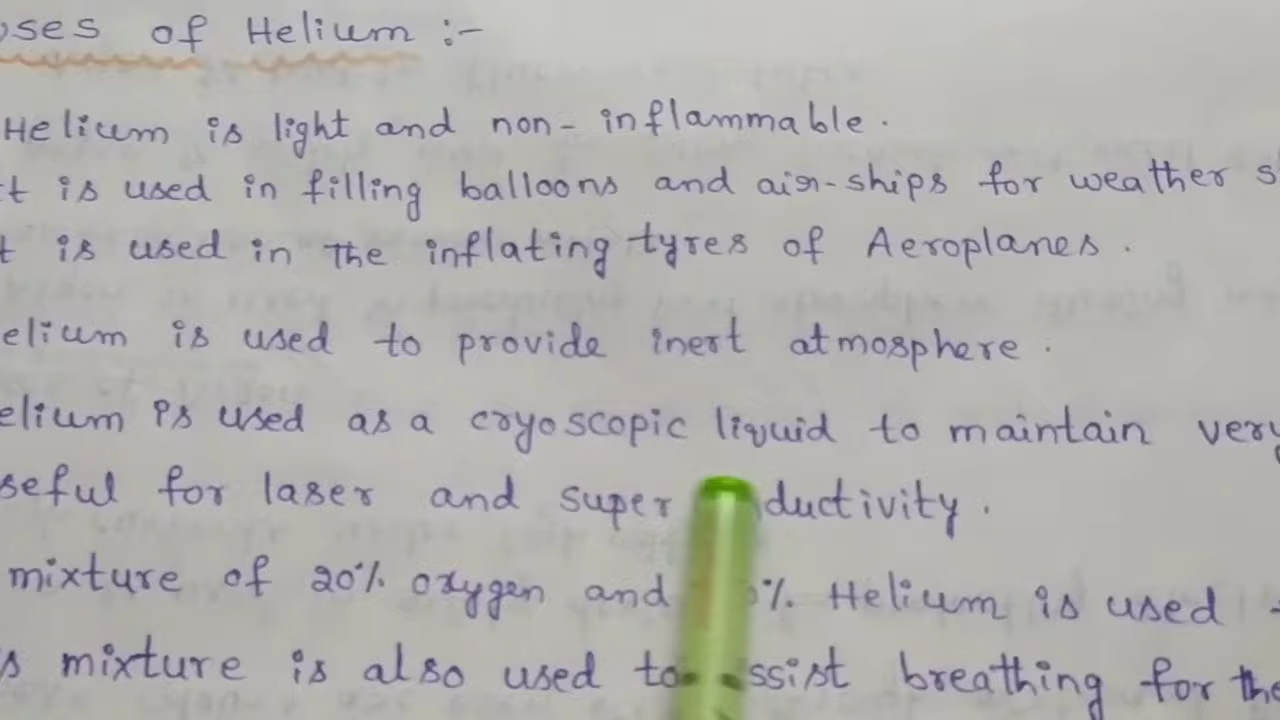 ses of Helium :-
Helium is light and non- inflammable.
t is used in filling balloons and air-ships for weather s
t is used in the inflating tyres of Aeroplanes.
elium is used to provide inert atmosphere.
elium is used as a cryoscopic liquid to maintain very
seful for laser and super ductivity.
mixture of 20% oxygen and 0% Helium is used
s mixture is also used to ssist breathing for the